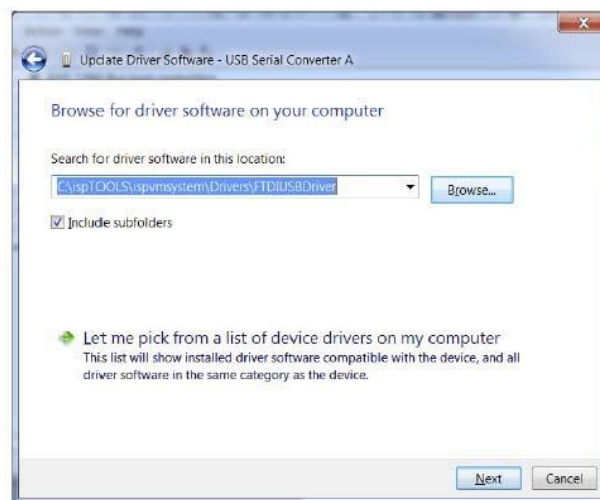 Update Driver Software - USB Serial Converter A
Browse for driver software on your computer
Search for driver software in this location:
C:\ispTOOLS\ispvmsystem\Drivers\FTDIUSBDriver
Browse...
Include subfolders
Let me pick from a list of device drivers on my computer
This list will show installed driver software compatible with the device, and all
driver software in the same category as the device.
Next
Cancel